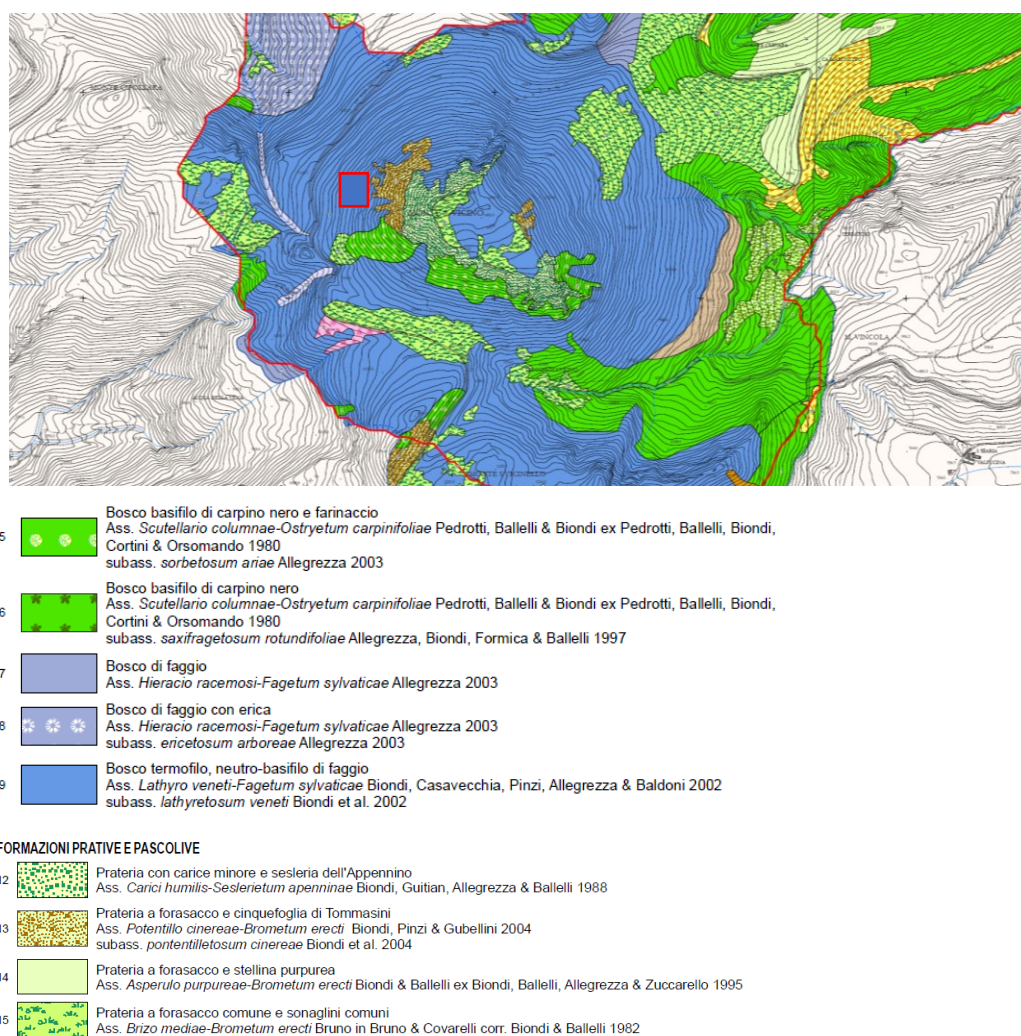 MONTE CIPOLLARA
VICINO
M.VINCOLA
5
Bosco basifilo di carpino nero e farinaccio
Ass. Scutellario columnae-Ostryetum carpinifoliae Pedrotti, Ballelli & Biondi ex Pedrotti, Ballelli, Biondi,
Cortini & Orsomando 1980
subass. sorbetosum ariae Allegrezza 2003
6
Bosco basifilo di carpino nero
Ass. Scutellario columnae-Ostryetum carpinifoliae Pedrotti, Ballelli & Biondi ex Pedrotti, Ballelli, Biondi,
Cortini & Orsomando 1980
subass. saxifragetosum rotundifoliae Allegrezza, Biondi, Formica & Ballelli 1997
7
Bosco di faggio
Ass. Hieracio racemosi-Fagetum sylvaticae Allegrezza 2003
8
Bosco di faggio con erica
Ass. Hieracio racemosi-Fagetum sylvaticae Allegrezza 2003
subass. ericetosum arboreae Allegrezza 2003
9
Bosco termofilo, neutro-basifilo di faggio
Ass. Lathyro veneti-Fagetum sylvaticae Biondi, Casavecchia, Pinzi, Allegrezza & Baldoni 2002
subass. lathyretosum veneti Biondi et al. 2002
FORMAZIONI PRATIVE E PASCOLIVE
12
Prateria con carice minore e sesleria dell'Appennino
Ass. Carici humilis-Seslerietum apenninae Biondi, Guitian, Allegrezza & Ballelli 1988
13
Prateria a forasacco e cinquefoglia di Tommasini
Ass. Potentillo cinereae-Brometum erecti Biondi, Pinzi & Gubellini 2004
subass. pontentilletosum cinereae Biondi et al. 2004
14
Prateria a forasacco e stellina purpurea
Ass. Asperulo purpureae-Brometum erecti Biondi & Ballelli ex Biondi, Ballelli, Allegrezza & Zuccarello 1995
15
Prateria a forasacco comune e sonaglini comuni
Ass. Brizo mediae-Brometum erecti Bruno in Bruno & Covarelli corr. Biondi & Ballelli 1982